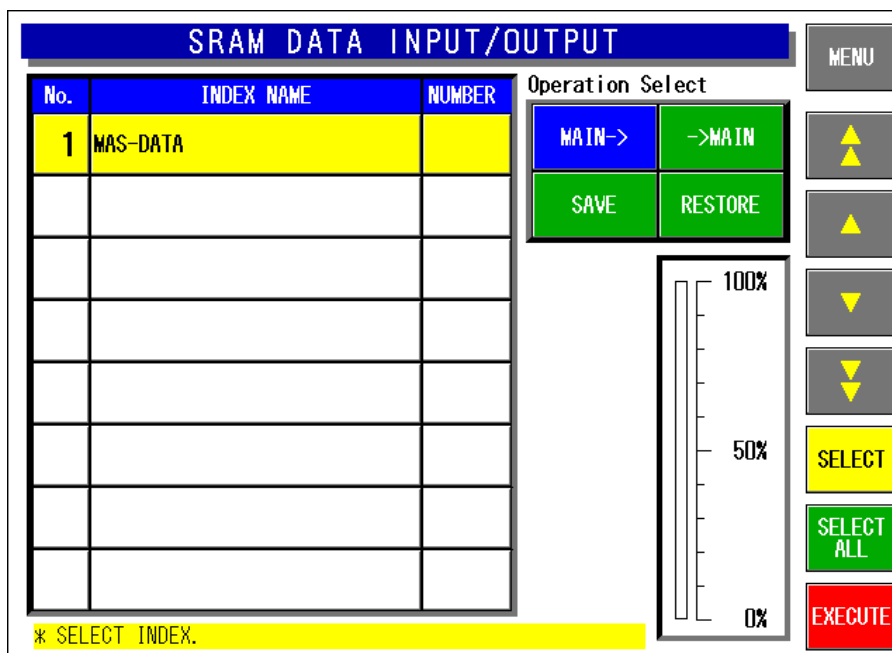 SRAM DATA INPUT/OUTPUT
MENU
No. INDEX NAME NUMBER
1 MAS-DATA
Operation Select
MAIN-> ->MAIN
SAVE RESTORE
100%
50%
0%
SELECT
SELECT
ALL
EXECUTE
* SELECT INDEX.